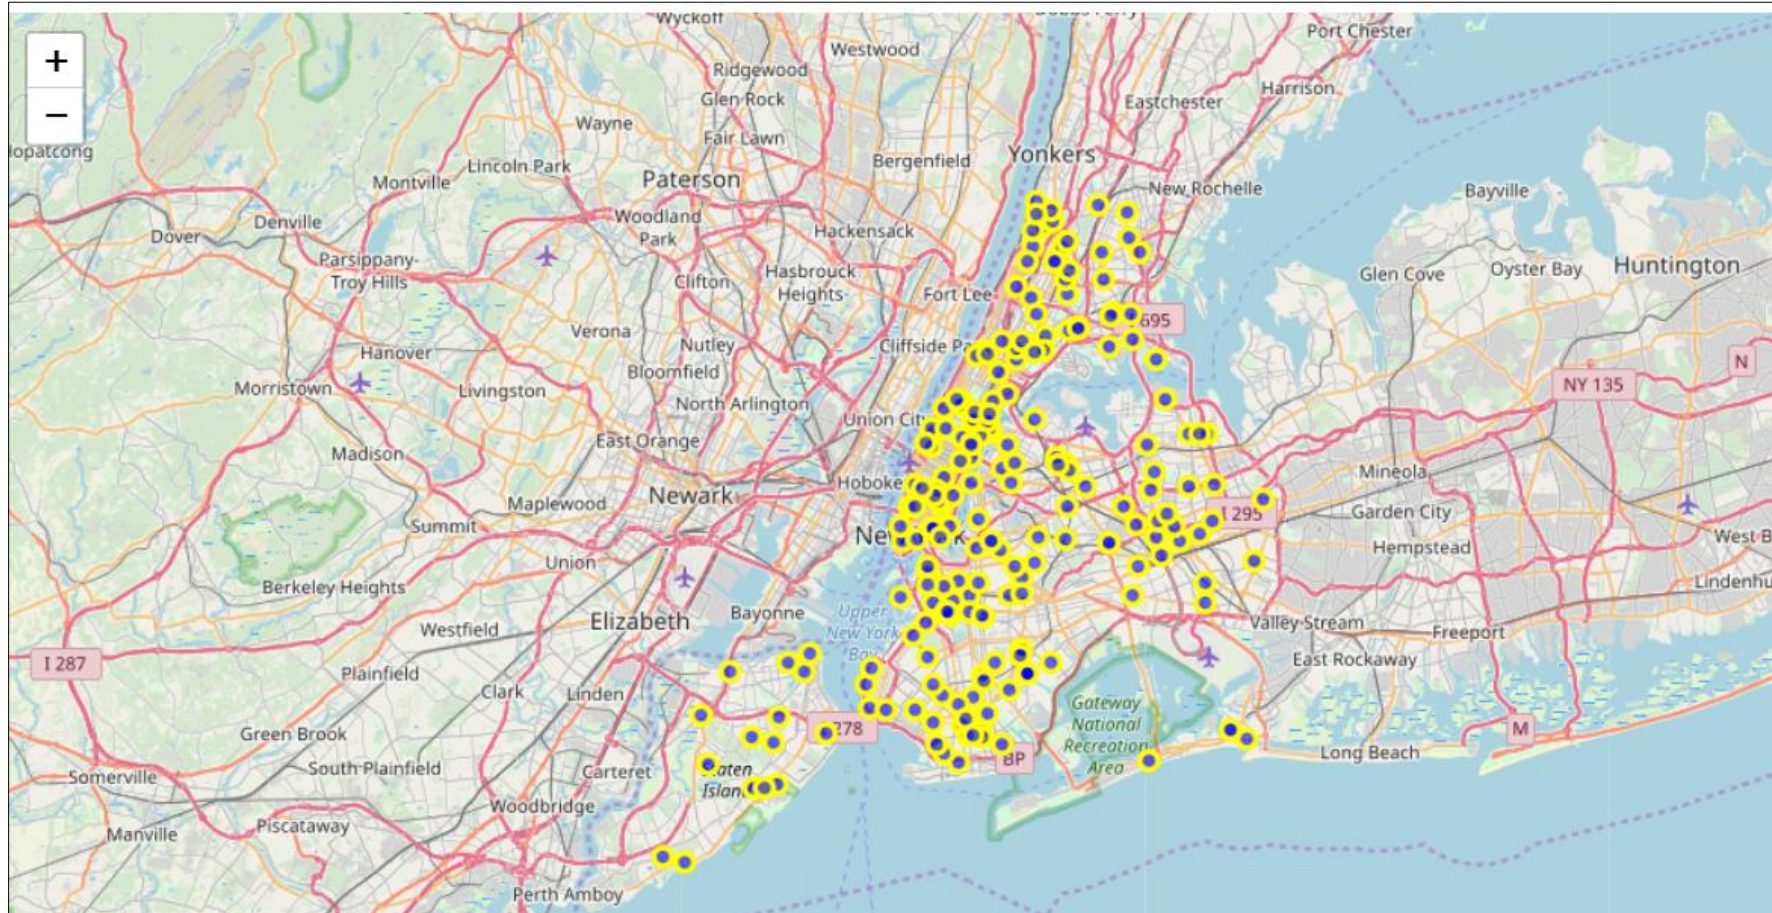 Wyckoff
Port Chester
+
Westwood
Ridgewood
Harrison
Glen Rock
Eastchester
−
Wayne
Fair Lawn
lopatcong
Bergenfield
Yonkers
Lincoln Park
Paterson
Montville
New Rochelle
Bayville
Denville
Woodland
Park
Hackensack
Dover
Parsippany-
Troy Hills
Hasbrouck
Heights
Clifton
Glen Cove
Oyster Bay
Huntington
Fort Lee
695
Verona
Nutley
Cliffside Pa
Hanover
N
Bloomfield
Morristown
Livingston
NY 135
North Arlington
Union City
East Orange
Madison
Mineola
Hoboke
Newark
Maplewood
I 295
Garden City
Summit
New
West B
Hempstead
Union
Berkeley Heights
Lindenhu
Bayonne
Upper
New York
Bay
Elizabeth
Valley Stream
Westfield
Freeport
I 287
East Rockaway
Plainfield
Clark
Linden
Gateway
National
Recreation
Area
278
M
Green Brook
Long Beach
BP
South Plainfield
Carteret
Staten
Island
Somerville
Woodbridge
Piscataway
Manville
Perth Amboy